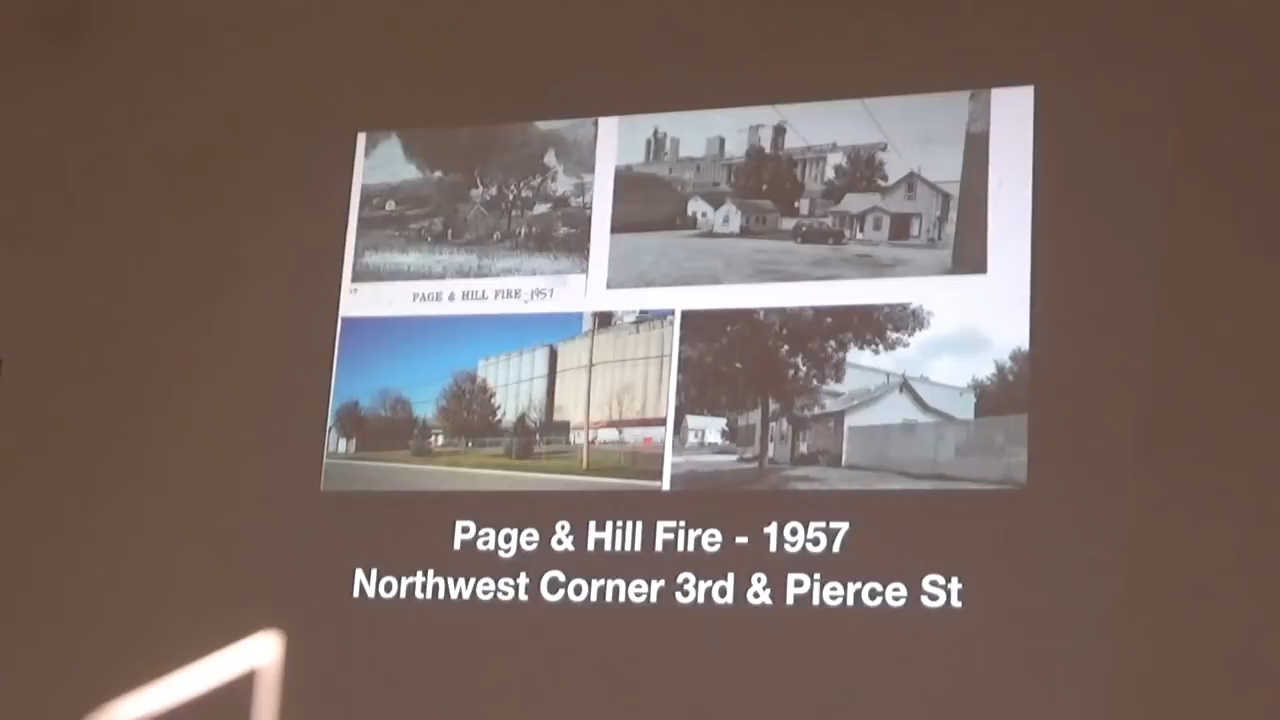 PAGE & HILL FIRE - 1957
Page & Hill Fire - 1957
Northwest Corner 3rd & Pierce St